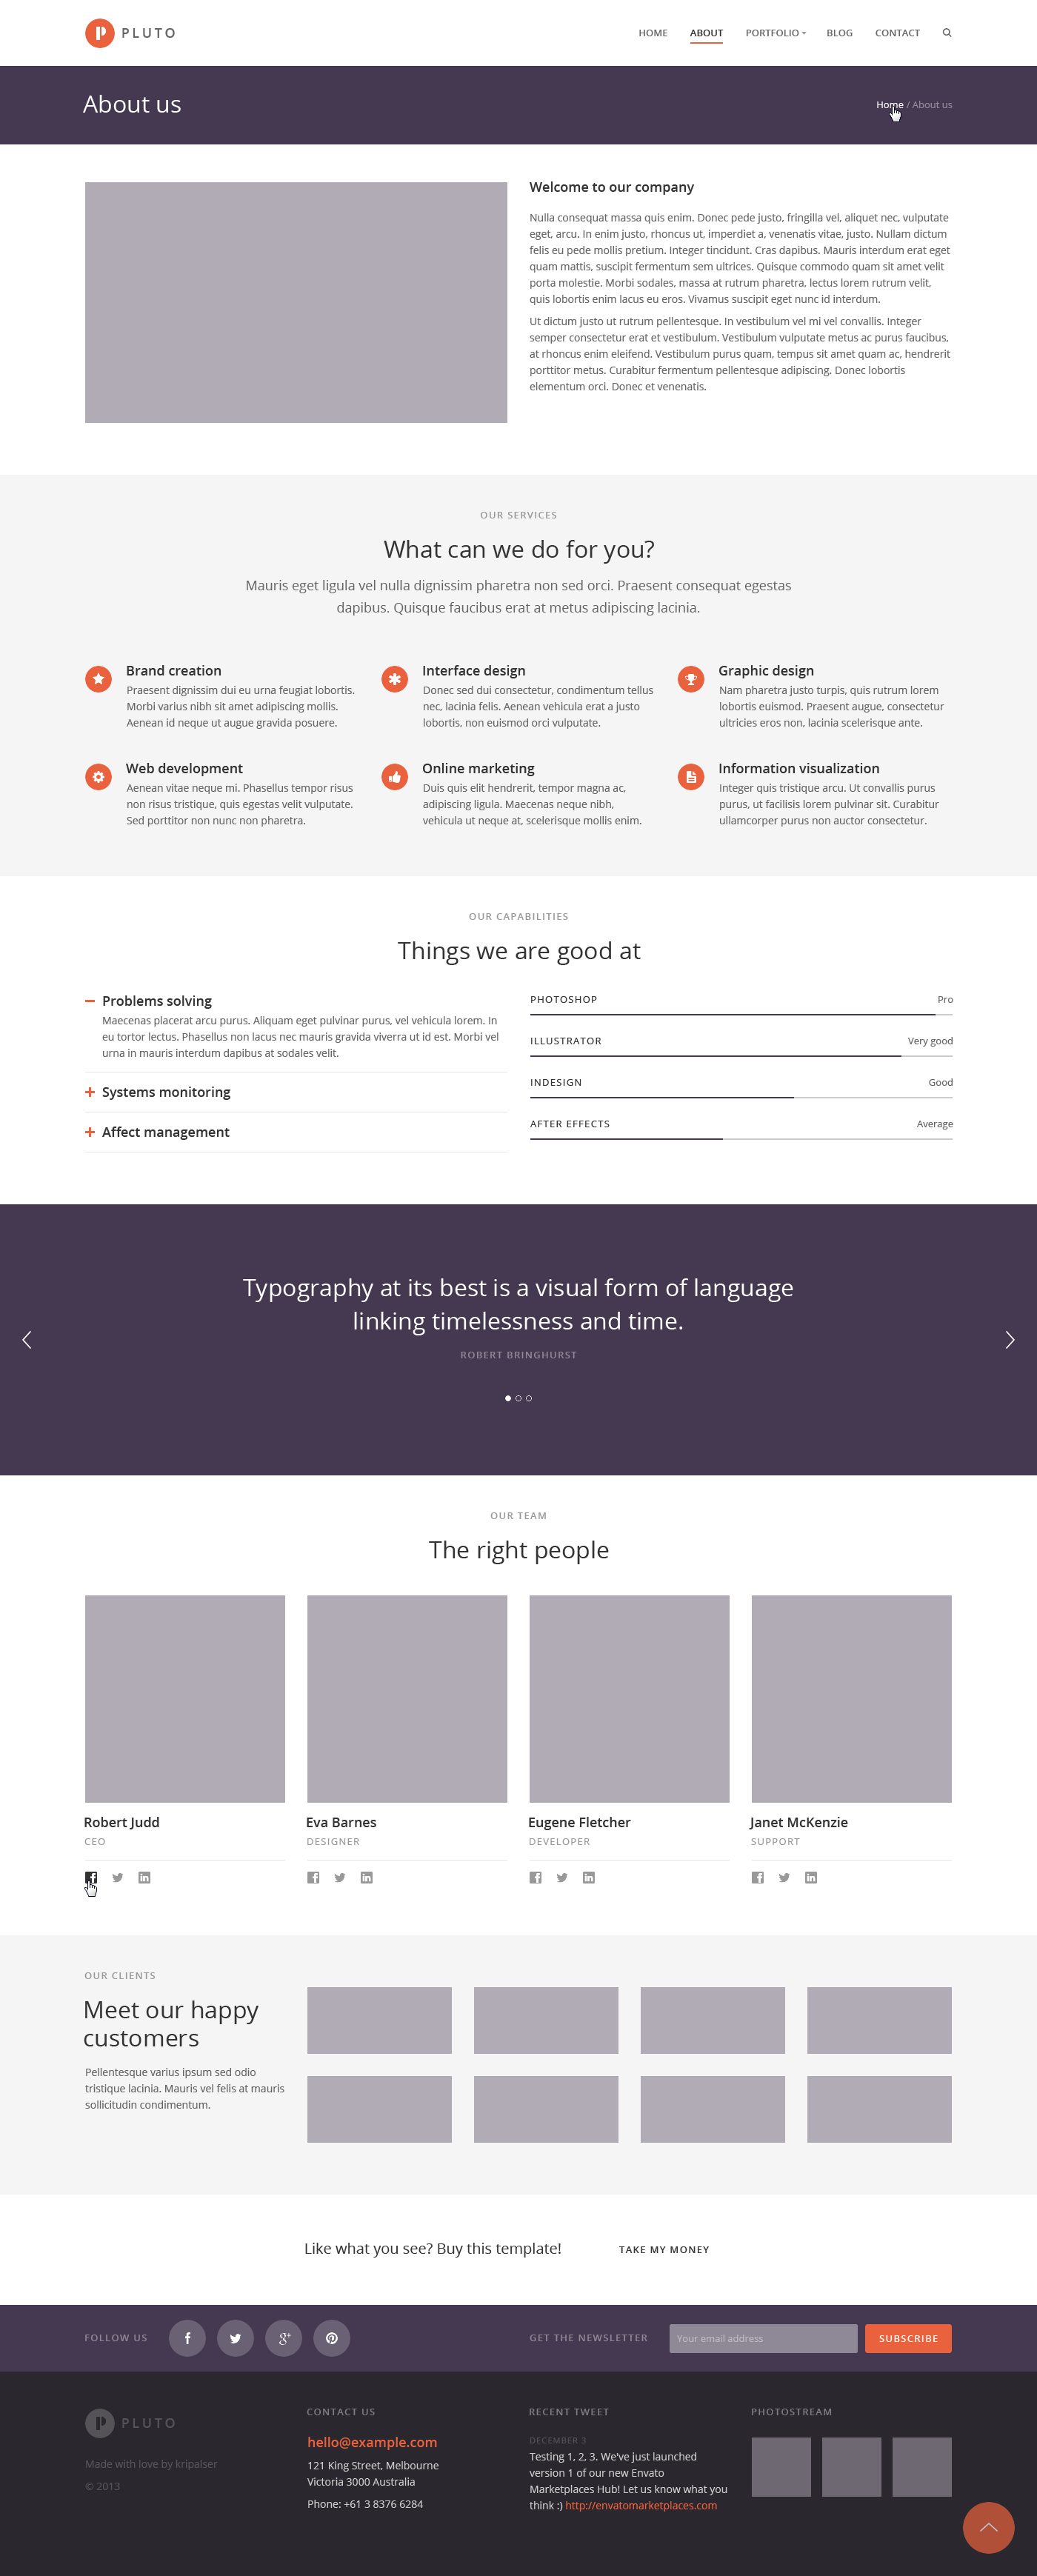 PLUTO
HOME ABOUT PORTFOLIO BLOG CONTACT
About us
Home / About us
Welcome to our company
Nulla consequat massa quis enim. Donec pede justo, fringilla vel, aliquet nec, vulputate
eget, arcu. In enim justo, rhoncus ut, imperdiet a, venenatis vitae, justo. Nullam dictum
felis eu pede mollis pretium. Integer tincidunt. Cras dapibus. Mauris interdum erat eget
quam mattis, suscipit fermentum sem ultrices. Quisque commodo quam sit amet velit
porta molestie. Morbi sodales, massa at rutrum pharetra, lectus lorem rutrum velit,
quis lobortis enim lacus eu eros. Vivamus suscipit eget nunc id interdum.
Ut dictum justo ut rutrum pellentesque. In vestibulum vel mi vel convallis. Integer
semper consectetur erat et vestibulum. Vestibulum vulputate metus ac purus faucibus,
at rhoncus enim eleifend. Vestibulum purus quam, tempus sit amet quam ac, hendrerit
porttitor metus. Curabitur fermentum pellentesque adipiscing. Donec lobortis
elementum orci. Donec et venenatis.
OUR SERVICES
What can we do for you?
Mauris eget ligula vel nulla dignissim pharetra non sed orci. Praesent consequat egestas
dapibus. Quisque faucibus erat at metus adipiscing lacinia.
Brand creation
Praesent dignissim dui eu urna feugiat lobortis.
Morbi varius nibh sit amet adipiscing mollis.
Aenean id neque ut augue gravida posuere.
Interface design
Donec sed dui consectetur, condimentum tellus
nec, lacinia felis. Aenean vehicula erat a justo
lobortis, non euismod orci vulputate.
Graphic design
Nam pharetra justo turpis, quis rutrum lorem
lobortis euismod. Praesent augue, consectetur
ultricies eros non, lacinia scelerisque ante.
Web development
Aenean vitae neque mi. Phasellus tempor risus
non risus tristique, quis egestas velit vulputate.
Sed porttitor non nunc non pharetra.
Online marketing
Duis quis elit hendrerit, tempor magna ac,
adipiscing ligula. Maecenas neque nibh,
vehicula ut neque at, scelerisque mollis enim.
Information visualization
Integer quis tristique arcu. Ut convallis purus
purus, ut facilisis lorem pulvinar sit. Curabitur
ullamcorper purus non auctor consectetur.
OUR CAPABILITIES
Things we are good at
Problems solving
Maecenas placerat arcu purus. Aliquam eget pulvinar purus, vel vehicula lorem. In
eu tortor lectus. Phasellus non lacus nec mauris gravida viverra ut id est. Morbi vel
urna in mauris interdum dapibus at sodales velit.
Systems monitoring
Affect management
PHOTOSHOP Pro
ILLUSTRATOR Very good
INDESIGN Good
AFTER EFFECTS Average
Typography at its best is a visual form of language
linking timelessness and time.
ROBERT BRINGHURST
OUR TEAM
The right people
Robert Judd
CEO
Eva Barnes
DESIGNER
Eugene Fletcher
DEVELOPER
Janet McKenzie
SUPPORT
OUR CLIENTS
Meet our happy
customers
Pellentesque varius ipsum sed odio
tristique lacinia. Mauris vel felis at mauris
sollicitudin condimentum.
Like what you see? Buy this template!
TAKE MY MONEY
FOLLOW US
GET THE NEWSLETTER
Your email address
SUBSCRIBE
PLUTO
Made with love by kripalser
© 2013
CONTACT US
hello@example.com
121 King Street, Melbourne
Victoria 3000 Australia
Phone: +61 3 8376 6284
RECENT TWEET
DECEMBER 3
Testing 1, 2, 3. We've just launched
version 1 of our new Envato
Marketplaces Hub! Let us know what you
think :) http://envatomarketplaces.com
PHOTOSTREAM